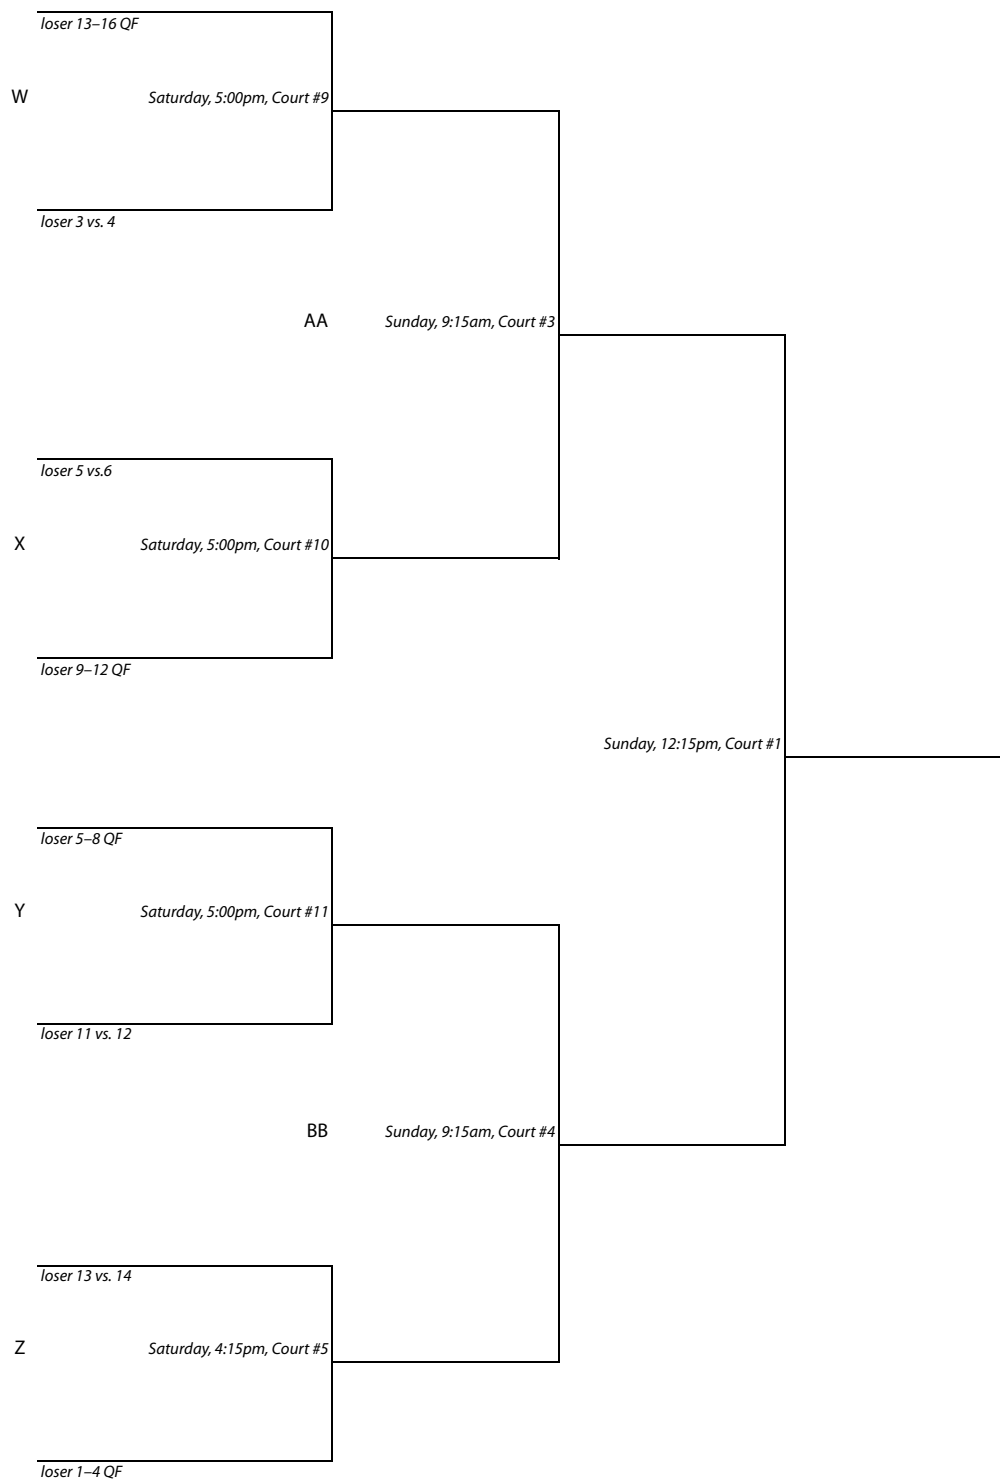 loser 13–16 QF
W
Saturday, 5:00pm, Court #9
loser 3 vs. 4
AA
Sunday, 9:15am, Court #3
loser 5 vs.6
X
Saturday, 5:00pm, Court #10
loser 9–12 QF
Sunday, 12:15pm, Court #1
loser 5–8 QF
Y
Saturday, 5:00pm, Court #11
loser 11 vs. 12
BB
Sunday, 9:15am, Court #4
loser 13 vs. 14
Z
Saturday, 4:15pm, Court #5
loser 1–4 QF